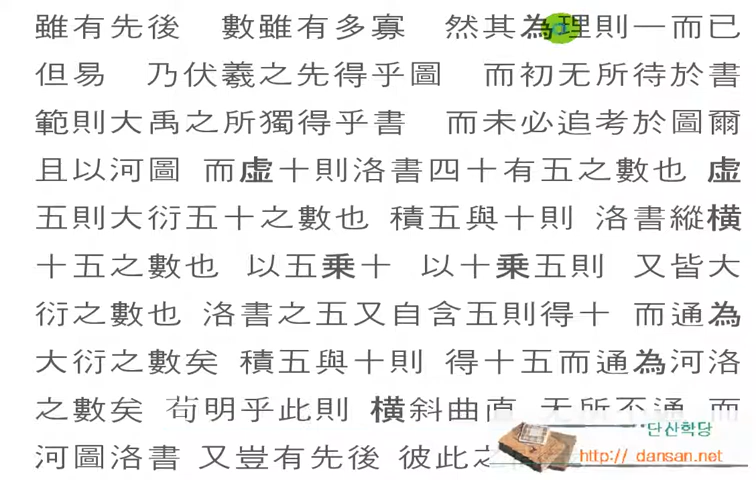 雖有先後 數雖有多寡 然其為理則一而已
但易 乃伏羲之先得乎圖 而初无所待於書
範則大禹之所獨得乎書 而未必追考於圖爾
且以河圖 而虛十則洛書四十有五之數也 虛
五則大衍五十之數也 積五與十則 洛書縱橫
十五之數也 以五乘十 以十乘五則 又皆大
衍之數也 洛書之五又自含五則得十 而通為
大衍之數矣 積五與十則 得十五而通為河洛
之數矣 苟明乎此則 橫斜曲直 无所不通 而
河圖洛書 又豈有先後 彼此之
단산학당
http:// dansan.net